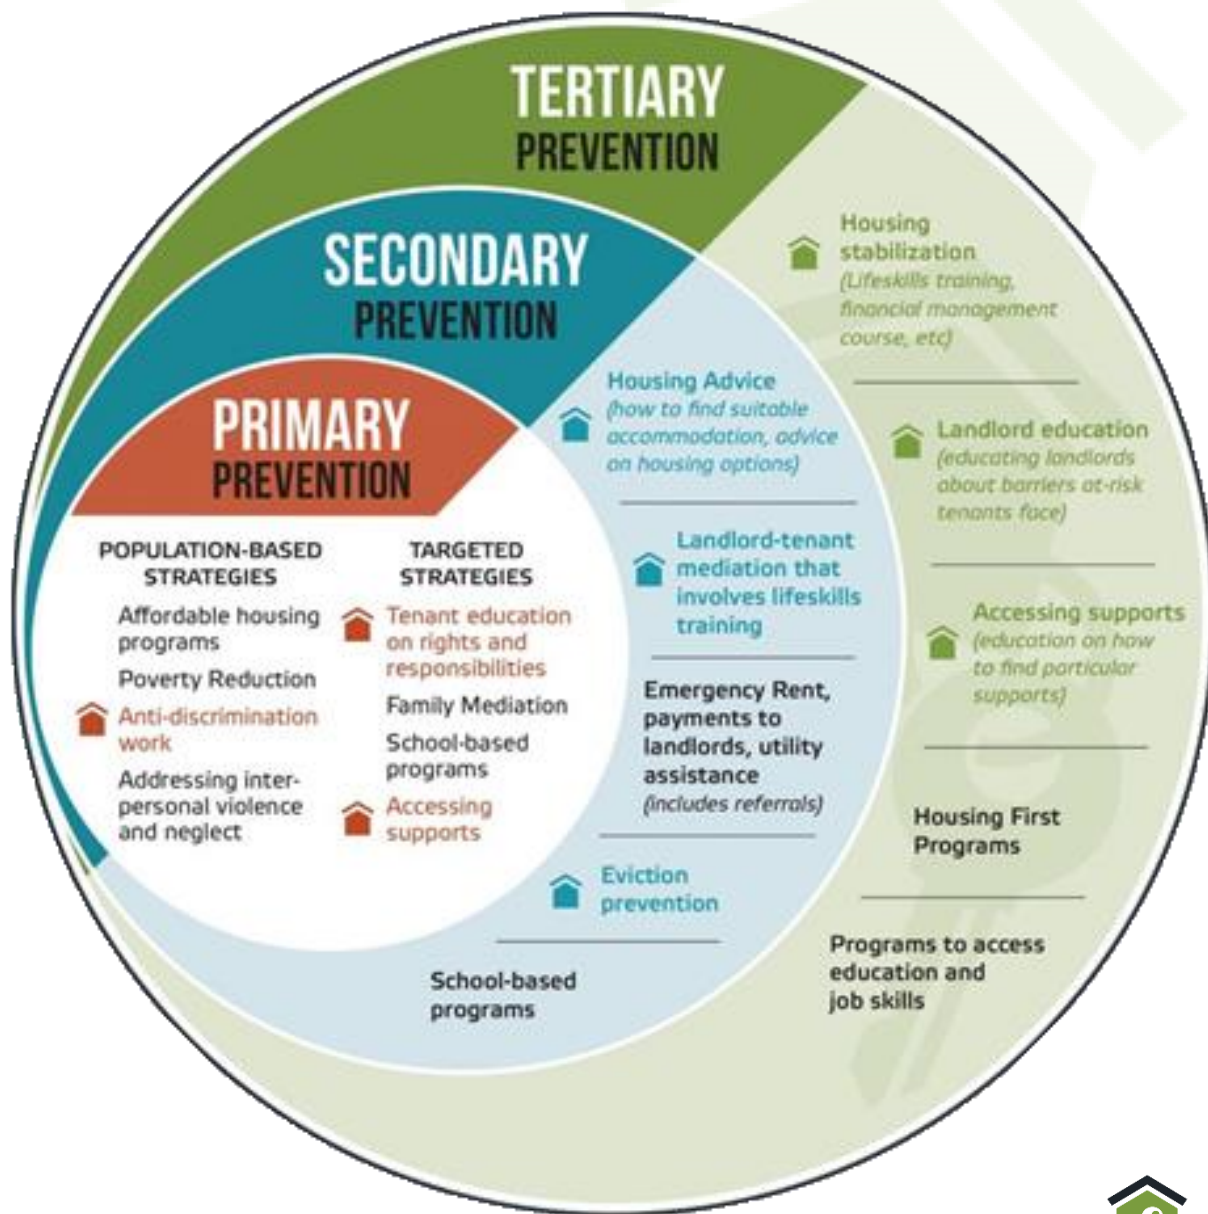 TERTIARY
PREVENTION
SECONDARY
PREVENTION
PRIMARY
PREVENTION
POPULATION-BASED
STRATEGIES
Affordable housing
programs
Poverty Reduction
Anti-discrimination
work
Addressing inter-
personal violence
and neglect
TARGETED
STRATEGIES
Tenant education
on rights and
responsibilities
Family Mediation
School-based
programs
Accessing
supports
Housing Advice
(how to find suitable
accommodation, advice
on housing options)
Landlord-tenant
mediation that
involves lifeskills
training
Emergency Rent,
payments to
landlords, utility
assistance
(includes referrals)
Eviction
prevention
School-based
programs
Housing
stabilization
(Lifeskills training,
financial management
course, etc)
Landlord education
(educating landlords
about barriers at-risk
tenants face)
Accessing supports
(education on how
to find particular
supports)
Housing First
Programs
Programs to access
education and
job skills